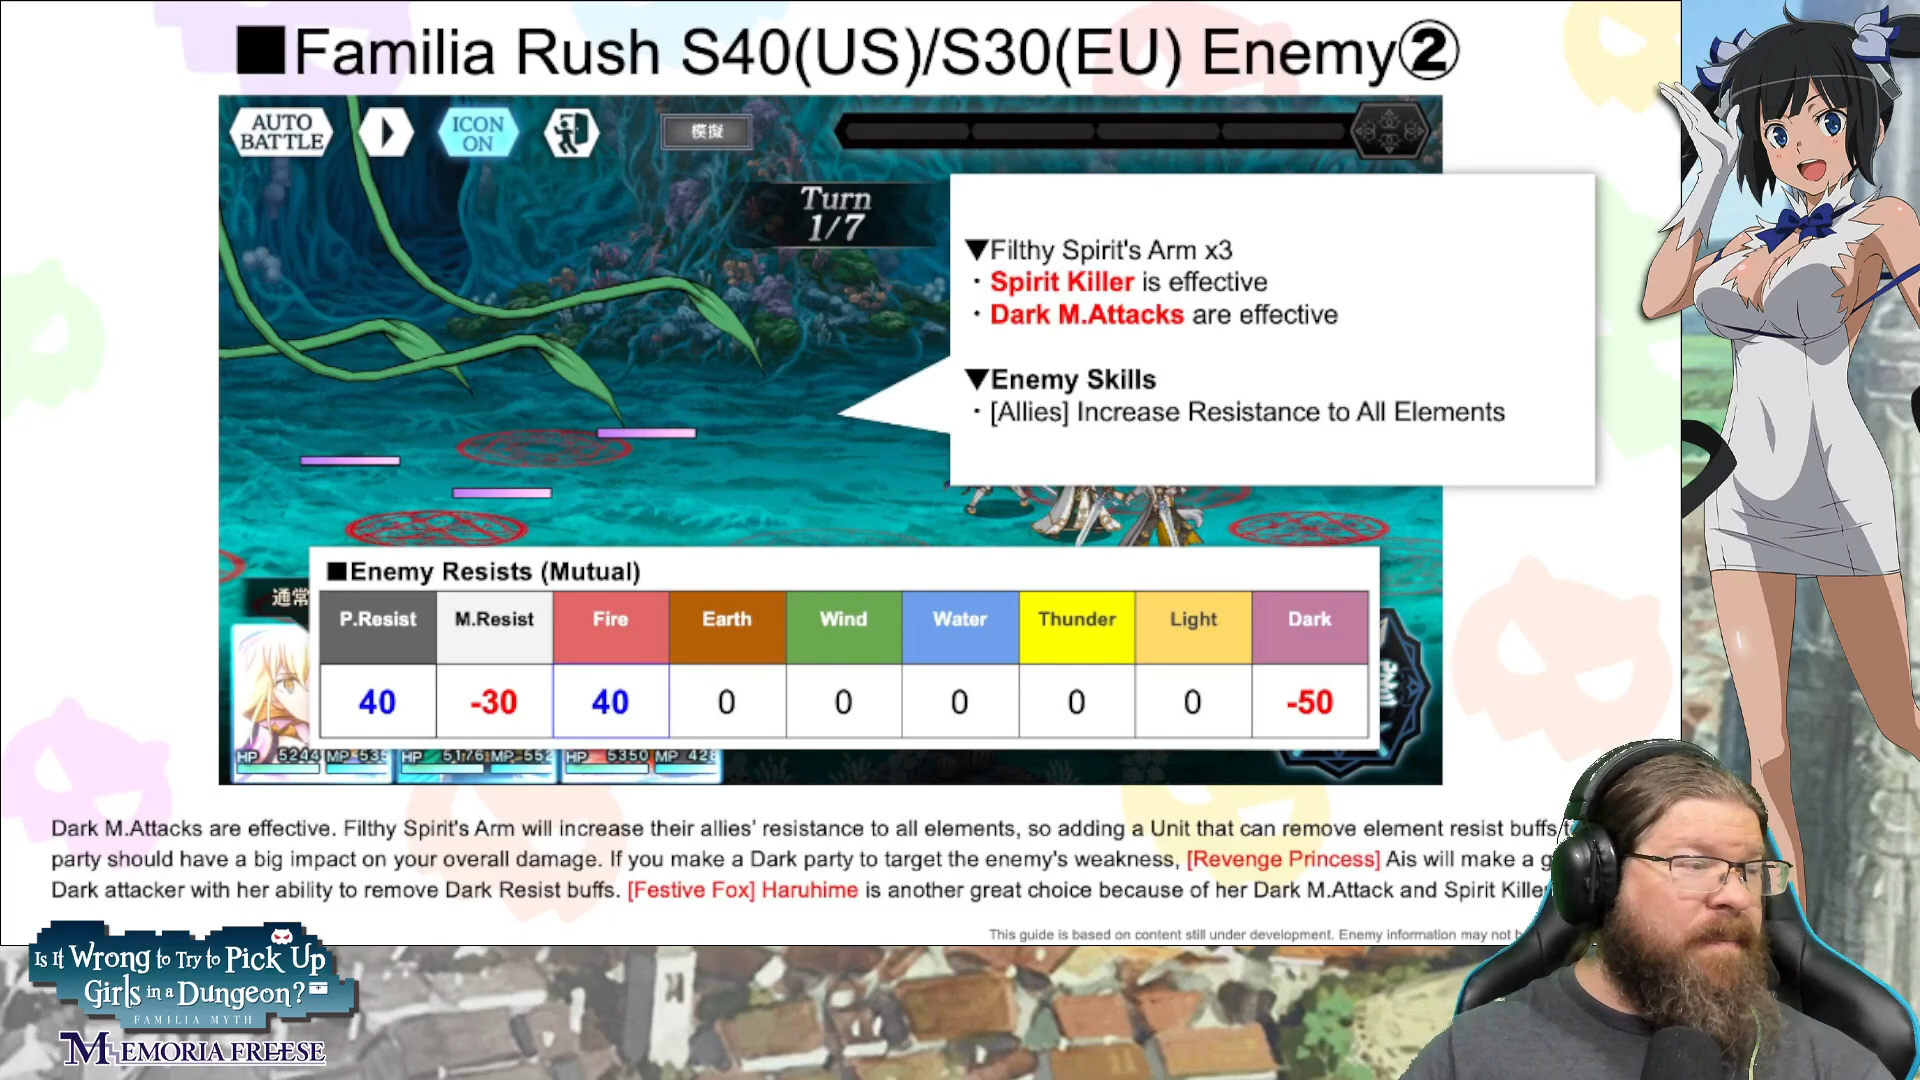 ■Familia Rush S40(US)/S30(EU) Enemy②
AUTO BATTLE
ICON ON
模擬
Turn
1/7
▼Filthy Spirit's Arm x3
・Spirit Killer is effective
・Dark M.Attacks are effective
▼Enemy Skills
・[Allies] Increase Resistance to All Elements
■Enemy Resists (Mutual)
通常
P.Resist M.Resist Fire Earth Wind Water Thunder Light Dark
40 -30 40 0 0 0 0 0 -50
HP 5244 MP 535 HP 5176 MP 552 HP 5350 MP 428
Dark M.Attacks are effective. Filthy Spirit's Arm will increase their allies' resistance to all elements, so adding a Unit that can remove element resist buffs
party should have a big impact on your overall damage. If you make a Dark party to target the enemy's weakness, [Revenge Princess] Ais will make a
Dark attacker with her ability to remove Dark Resist buffs. [Festive Fox] Haruhime is another great choice because of her Dark M.Attack and Spirit
This guide is based on content still under development. Enemy information may not
Is It Wrong to Try to Pick Up
Girls in a Dungeon?
FAMILIA MYTH
MEMORIA FREESE